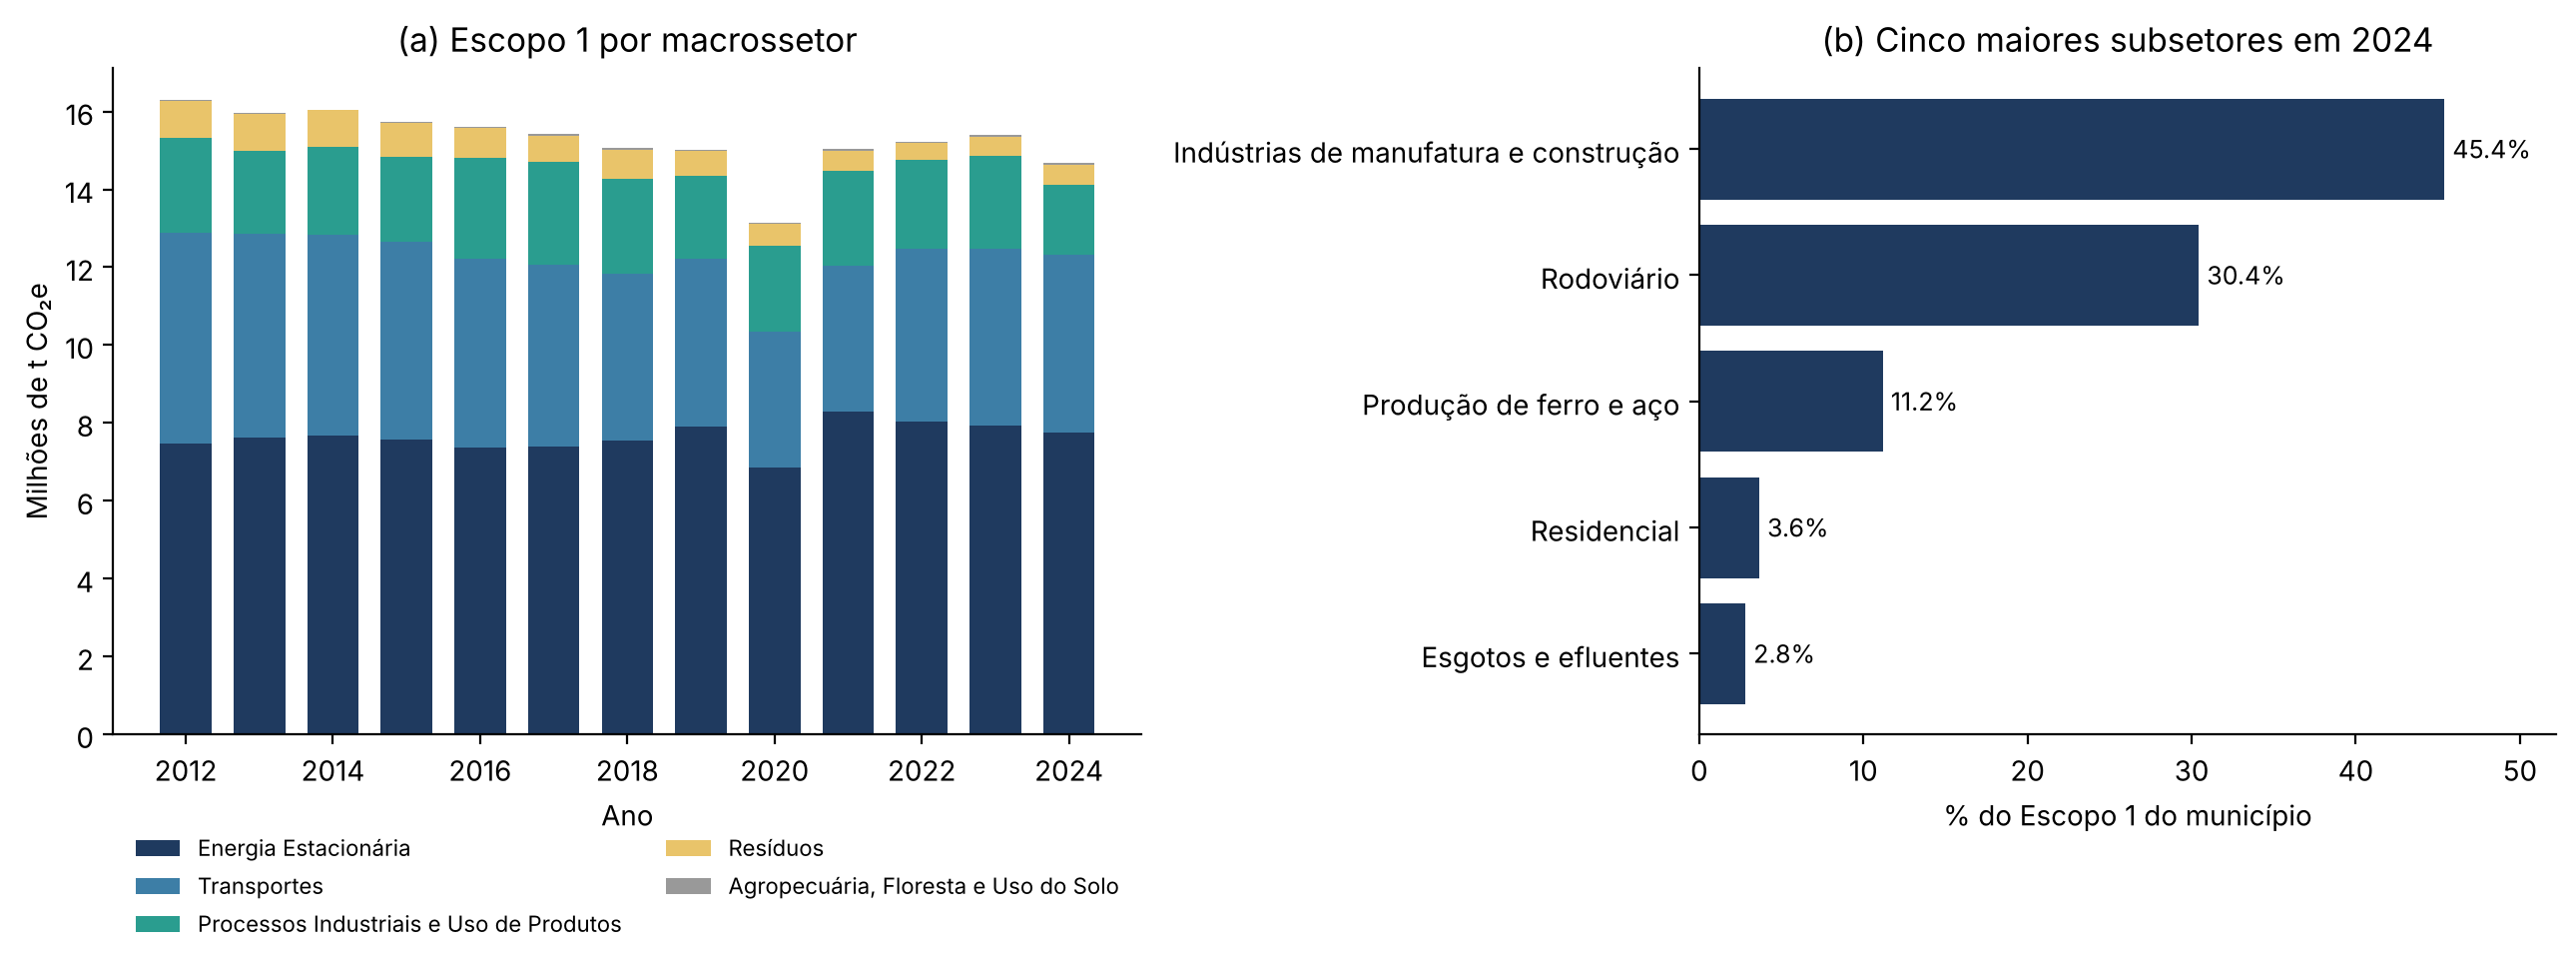 (a) Escopo 1 por macrossetor
Milhões de t CO₂e
16
14
12
10
8
6
4
2
0
2012 2014 2016 2018 2020 2022 2024
Ano
Energia Estacionária
Transportes
Processos Industriais e Uso de Produtos
Resíduos
Agropecuária, Floresta e Uso do Solo
(b) Cinco maiores subsetores em 2024
Indústrias de manufatura e construção 45.4%
Rodoviário 30.4%
Produção de ferro e aço 11.2%
Residencial 3.6%
Esgotos e efluentes 2.8%
0 10 20 30 40 50
% do Escopo 1 do município